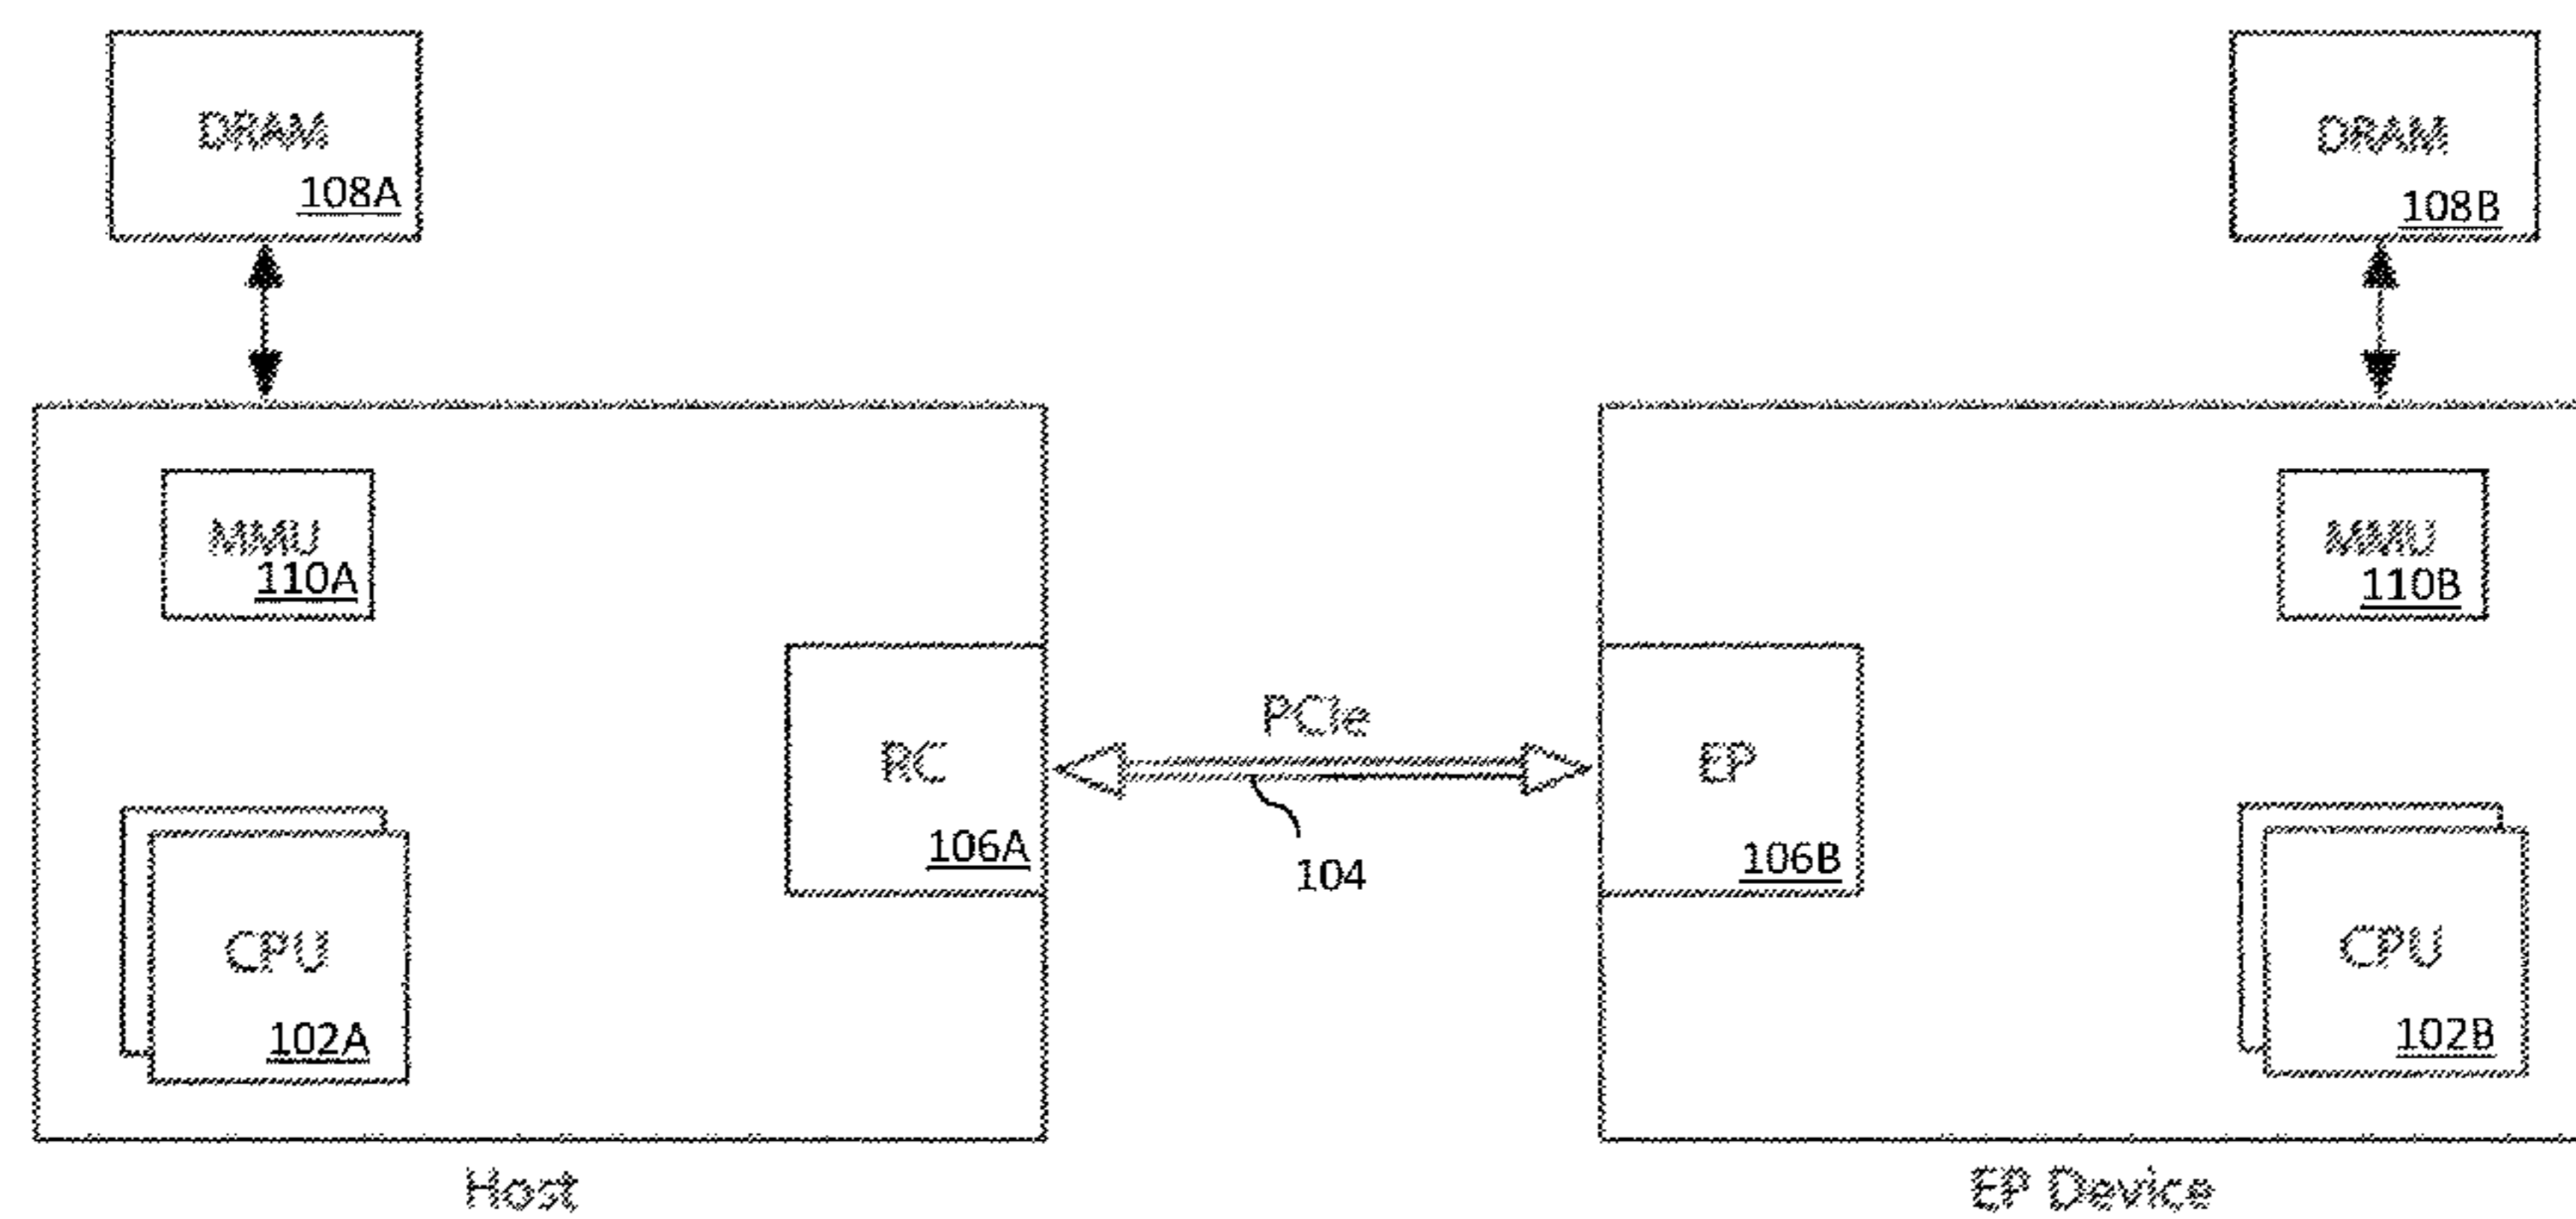 DRAM
108A
DRAM
108B
MMU
110A
MMU
110B
PCIe
RC
106A
104
EP
106B
CPU
102A
CPU
102B
Host
EP Device